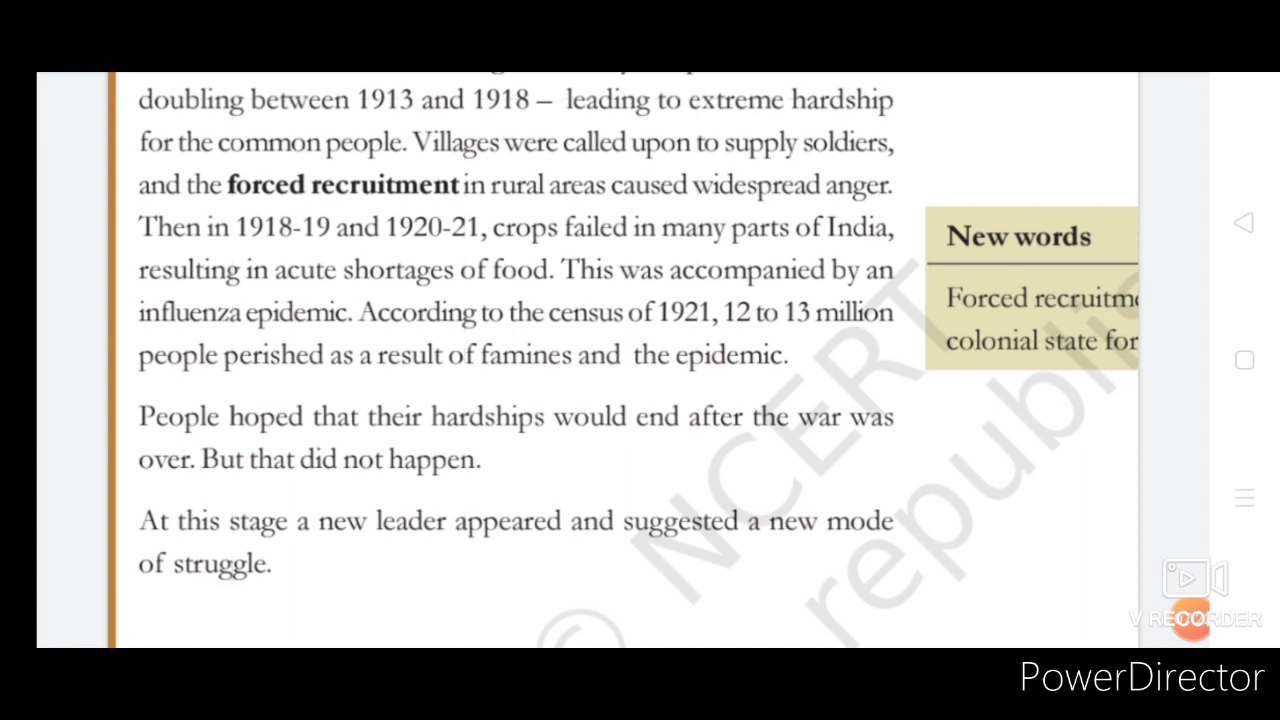 doubling between 1913 and 1918 – leading to extreme hardship
for the common people. Villages were called upon to supply soldiers,
and the forced recruitment in rural areas caused widespread anger.
Then in 1918-19 and 1920-21, crops failed in many parts of India,
resulting in acute shortages of food. This was accompanied by an
influenza epidemic. According to the census of 1921, 12 to 13 million
people perished as a result of famines and the epidemic.
People hoped that their hardships would end after the war was
over. But that did not happen.
At this stage a new leader appeared and suggested a new mode
of struggle.
New words
Forced recruitm
colonial state for
© NCERT
republis
V RECORDER
PowerDirector